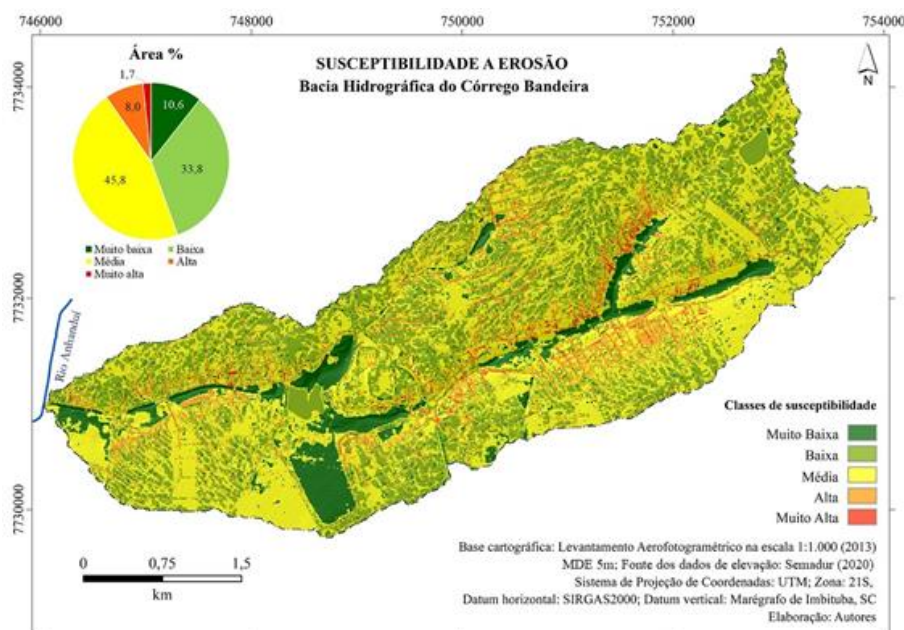 746000 748000 750000 752000 754000
Área %
SUSCEPTIBILIDADE A EROSÃO
Bacia Hidrográfica do Córrego Bandeira
N
1,7
8,0
10,6
33,8
45,8
Muito baixa Baixa
Média Alta
Muito alta
7734000
7732000
7730000
7734000
7732000
7730000
Rio Anhanduí
Classes de susceptibilidade
Muito Baixa
Baixa
Média
Alta
Muito Alta
0 0,75 1,5
km
Base cartográfica: Levantamento Aerofotogramétrico na escala 1:1.000 (2013)
MDE 5m; Fonte dos dados de elevação: Semadur (2020)
Sistema de Projeção de Coordenadas: UTM; Zona: 21S,
Datum horizontal: SIRGAS2000; Datum vertical: Marégrafo de Imbituba, SC
Elaboração: Autores